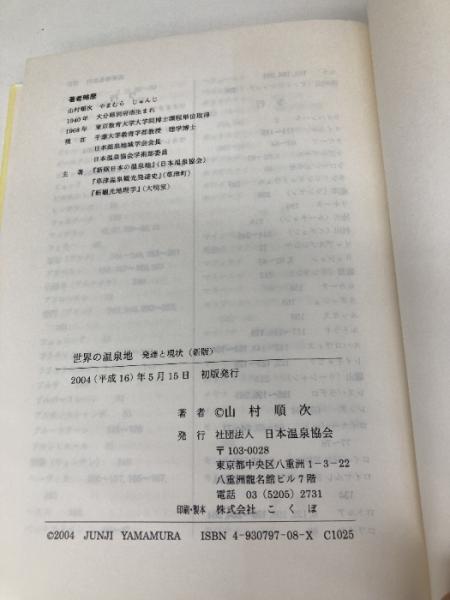 著者略歴
山村順次 やまむら じゅんじ
1940年 大分県別府市生まれ
1968年 東京教育大学大学院博士課程単位取得
現在 千葉大学教育学部教授 理学博士
日本温泉地域学会会長
日本温泉協会学術部委員
主著 『新版日本の温泉地』(日本温泉協会)
『草津温泉観光発達史』(草津町)
『新観光地理学』(大明堂)
世界の温泉地 発達と現状(新版)
2004(平成16)年5月15日 初版発行
著者 ©山村順次
発行 社団法人 日本温泉協会
〒103-0028
東京都中央区八重洲1-3-22
八重洲龍名館ビル7階
電話 03(5205)2731
印刷・製本 株式会社 こくぼ
©2004 JUNJI YAMAMURA ISBN 4-930797-08-X C1025